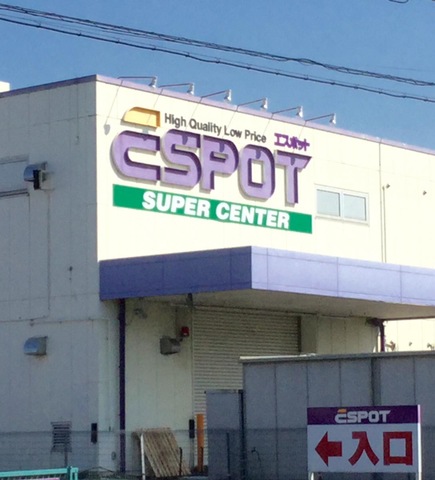 High Quality Low Price エスポット
ESPOT
SUPER CENTER
ESPOT
←入口